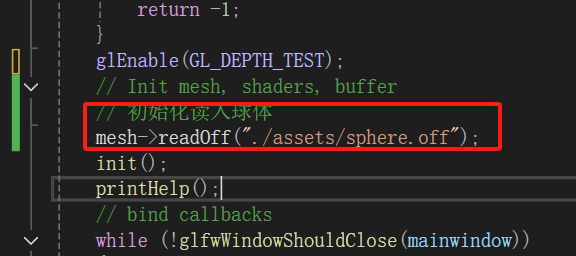 return -1;
}
glEnable(GL_DEPTH_TEST);
// Init mesh, shaders, buffer
// 初始化读入球体
mesh->readOff("./assets/sphere.off");
init();
printHelp();
// bind callbacks
while (!glfwWindowShouldClose(mainwindow))